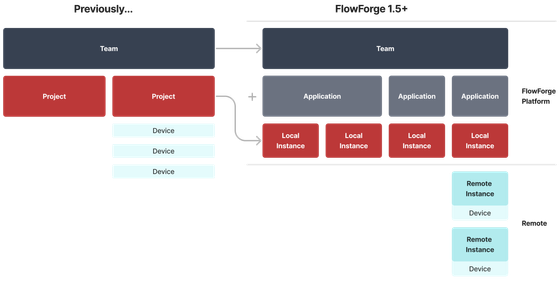 Previously...
FlowForge 1.5+
Team
Team
Project
Project
+
Application
Application
Application
FlowForge
Platform
Device
Device
Device
Local
Instance
Local
Instance
Local
Instance
Local
Instance
Remote
Instance
Device
Remote
Remote
Instance
Device